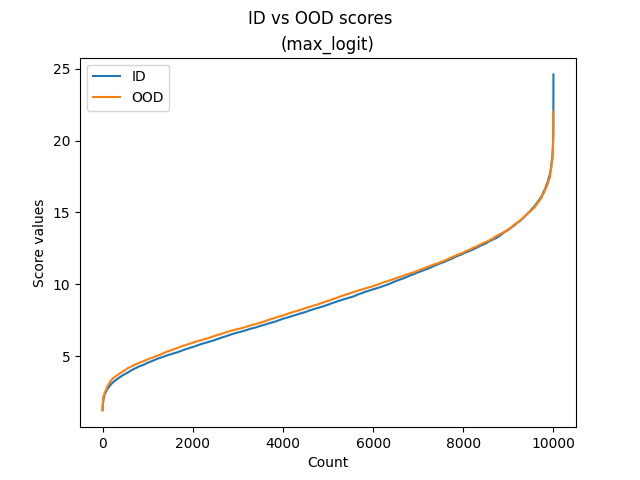 ID vs OOD scores
(max_logit)
ID
OOD
25
20
15
10
5
Score values
0
2000
4000
6000
8000
10000
Count